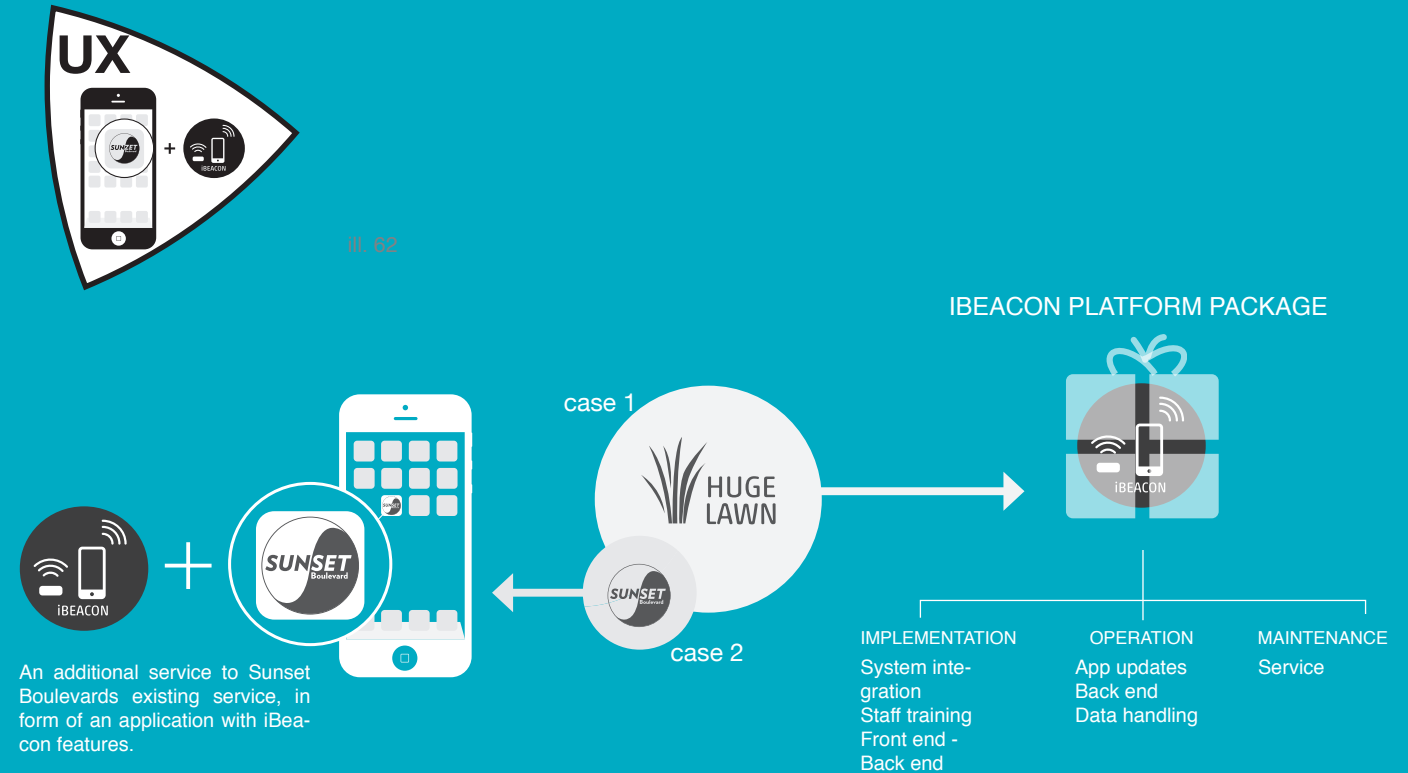 UX
SUNSET
Boulevard
+
iBEACON
ill. 62
IBEACON PLATFORM PACKAGE
case 1
HUGE
LAWN
iBEACON
SUNSET
Boulevard
SUNSET
SUNSET
Boulevard
iBEACON
case 2
An additional service to Sunset
Boulevards existing service, in
form of an application with iBea-
con features.
IMPLEMENTATION
System inte-
gration
Staff training
Front end -
Back end
OPERATION
App updates
Back end
Data handling
MAINTENANCE
Service